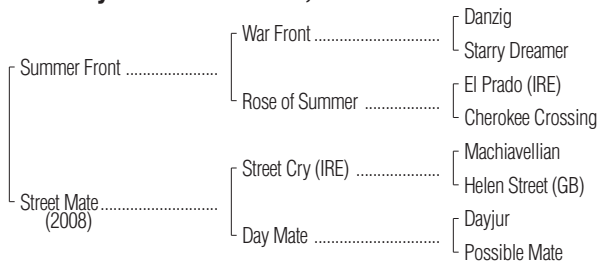 Danzig
War Front
Starry Dreamer
Summer Front
El Prado (IRE)
Rose of Summer
Cherokee Crossing
Machiavellian
Street Cry (IRE)
Helen Street (GB)
Street Mate
(2008)
Dayjur
Day Mate
Possible Mate